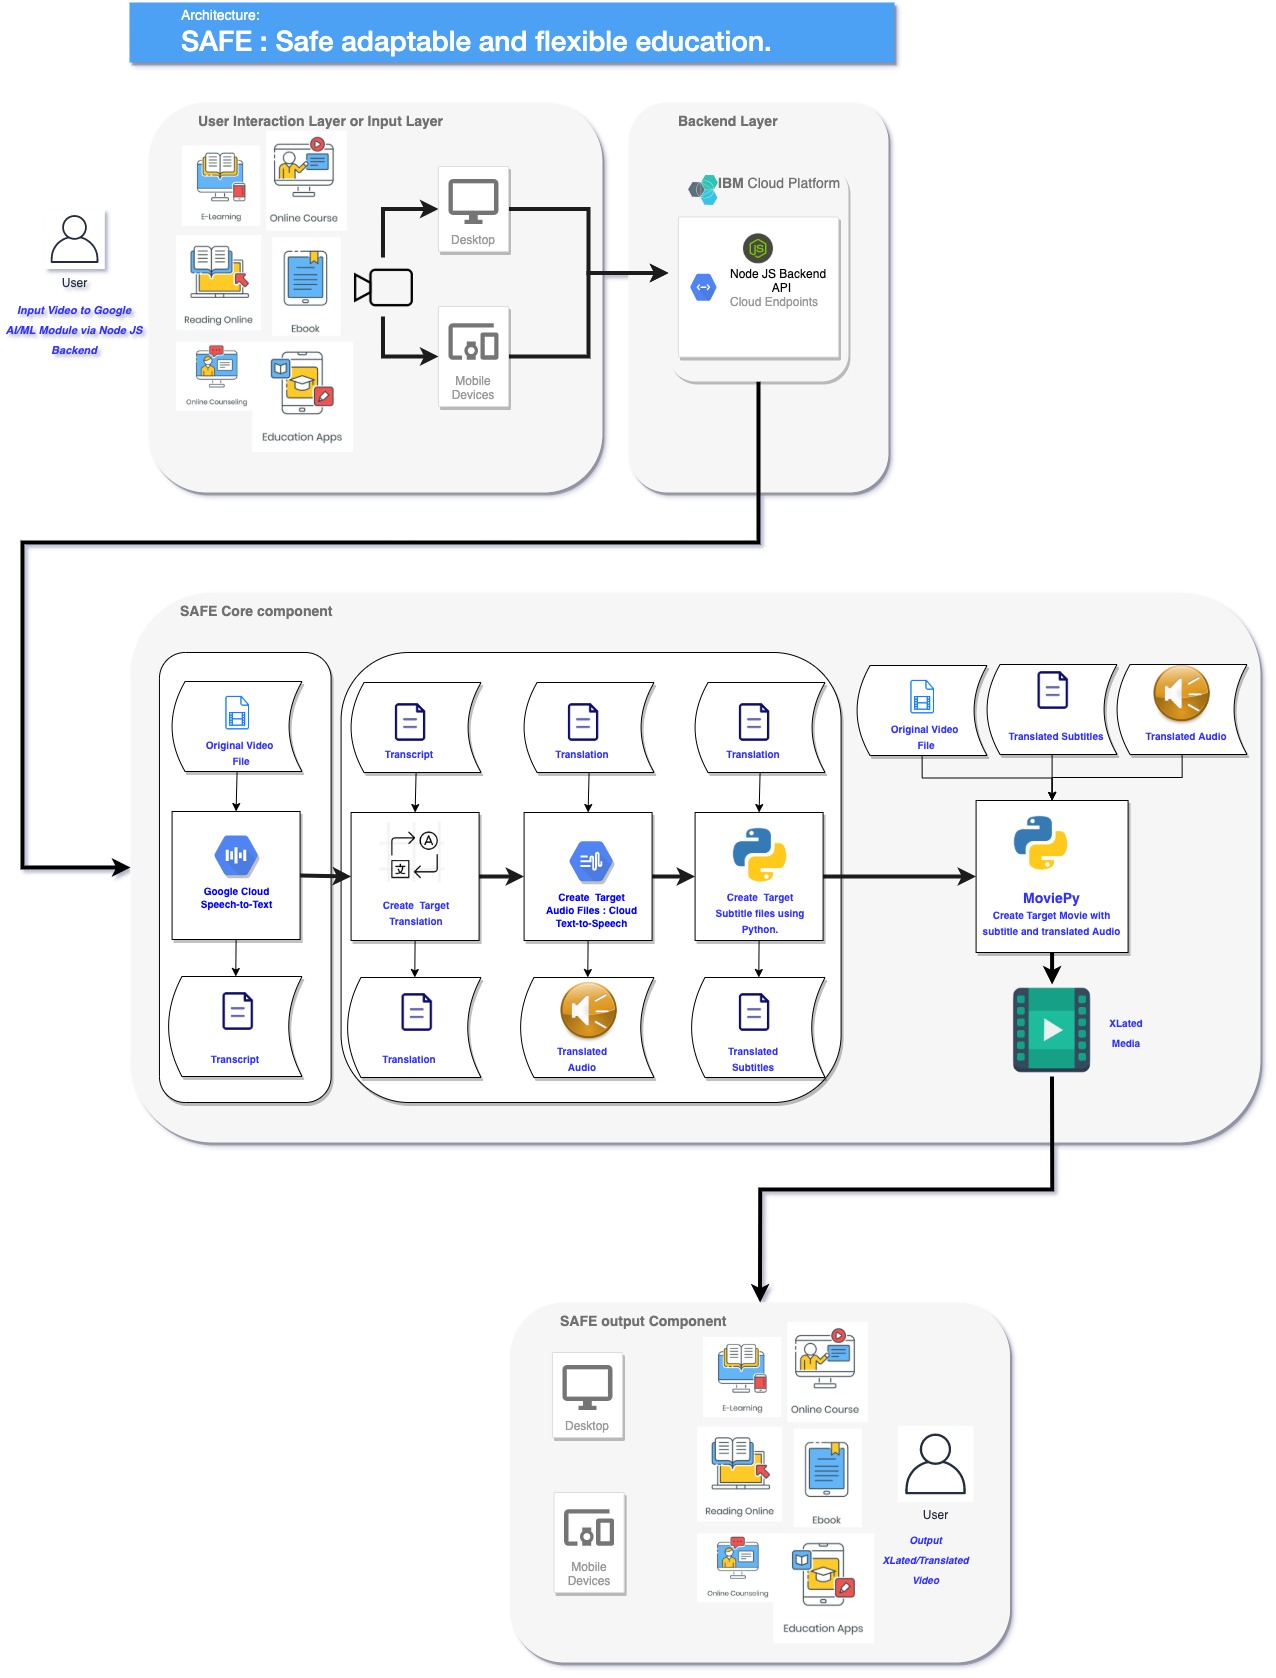 Architecture:
SAFE : Safe adaptable and flexible education.
User Interaction Layer or Input Layer
E-Learning
Online Course
Reading Online
Ebook
Online Counseling
Education Apps
Desktop
Mobile
Devices
User
Input Video to Google
AI/ML Module via Node JS
Backend
Backend Layer
IBM Cloud Platform
JS
Node JS Backend
API
Cloud Endpoints
SAFE Core component
Original Video
File
Google Cloud
Speech-to-Text
Transcript
Transcript
A
文
Create Target
Translation
Translation
Translation
Create Target
Audio Files : Cloud
Text-to-Speech
Translated
Audio
Translation
Create Target
Subtitle files using
Python.
Translated
Subtitles
Original Video
File
Translated Subtitles
Translated Audio
MoviePy
Create Target Movie with
subtitle and translated Audio
XLated
Media
SAFE output Component
Desktop
Mobile
Devices
E-Learning
Online Course
Reading Online
Ebook
Online Counseling
Education Apps
User
Output
XLated/Translated
Video